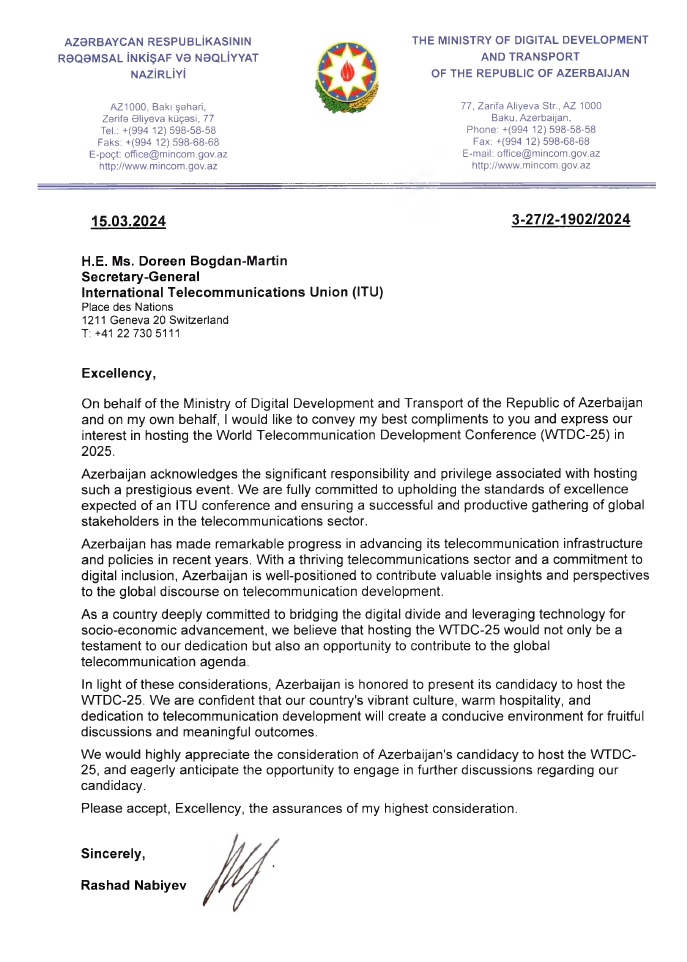 AZƏRBAYCAN RESPUBLİKASININ
RƏQƏMSAL İNKİŞAF VƏ NƏQLİYYAT
NAZİRLİYİ
AZ1000, Bakı şəhəri,
Zərifə Əliyeva küçəsi, 77
Tel.: +(994 12) 598-58-58
Faks: +(994 12) 598-68-68
E-poçt: office@mincom.gov.az
http://www.mincom.gov.az
THE MINISTRY OF DIGITAL DEVELOPMENT
AND TRANSPORT
OF THE REPUBLIC OF AZERBAIJAN
77, Zarifa Aliyeva Str., AZ 1000
Baku, Azerbaijan,
Phone: +(994 12) 598-58-58
Fax: +(994 12) 598-68-68
E-mail: office@mincom.gov.az
http://www.mincom.gov.az
15.03.2024
3-27/2-1902/2024
H.E. Ms. Doreen Bogdan-Martin
Secretary-General
International Telecommunications Union (ITU)
Place des Nations
1211 Geneva 20 Switzerland
T: +41 22 730 5111
Excellency,
On behalf of the Ministry of Digital Development and Transport of the Republic of Azerbaijan
and on my own behalf, I would like to convey my best compliments to you and express our
interest in hosting the World Telecommunication Development Conference (WTDC-25) in
2025.
Azerbaijan acknowledges the significant responsibility and privilege associated with hosting
such a prestigious event. We are fully committed to upholding the standards of excellence
expected of an ITU conference and ensuring a successful and productive gathering of global
stakeholders in the telecommunications sector.
Azerbaijan has made remarkable progress in advancing its telecommunication infrastructure
and policies in recent years. With a thriving telecommunications sector and a commitment to
digital inclusion, Azerbaijan is well-positioned to contribute valuable insights and perspectives
to the global discourse on telecommunication development.
As a country deeply committed to bridging the digital divide and leveraging technology for
socio-economic advancement, we believe that hosting the WTDC-25 would not only be a
testament to our dedication but also an opportunity to contribute to the global
telecommunication agenda.
In light of these considerations, Azerbaijan is honored to present its candidacy to host the
WTDC-25. We are confident that our country's vibrant culture, warm hospitality, and
dedication to telecommunication development will create a conducive environment for fruitful
discussions and meaningful outcomes.
We would highly appreciate the consideration of Azerbaijan's candidacy to host the WTDC-
25, and eagerly anticipate the opportunity to engage in further discussions regarding our
candidacy.
Please accept, Excellency, the assurances of my highest consideration.
Sincerely,
Rashad Nabiyev